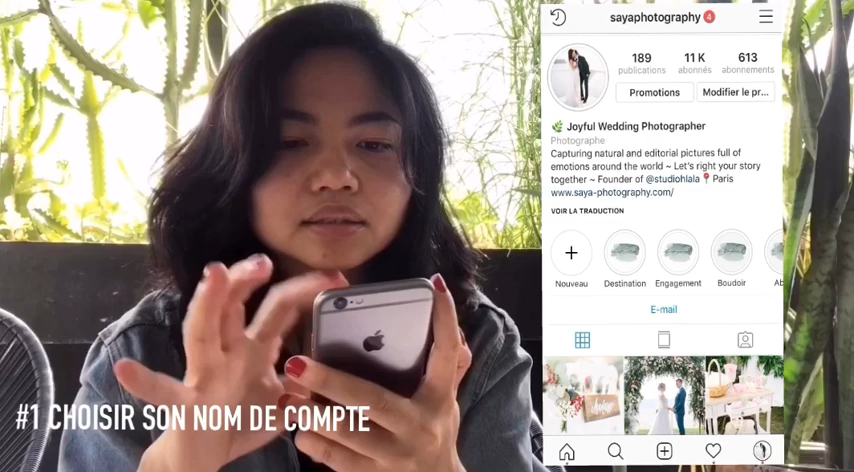 sayaphotography 4
189 11 K 613
publications abonnés abonnements
Promotions Modifier le pr...
Joyful Wedding Photographer
Photographe
Capturing natural and editorial pictures full of
emotions around the world ~ Let's right your story
together ~ Founder of @studiohlala 📍 Paris
www.saya-photography.com/
VOIR LA TRADUCTION
Nouveau Destination Engagement Boudoir
E-mail
#1 CHOISIR SON NOM DE COMPTE